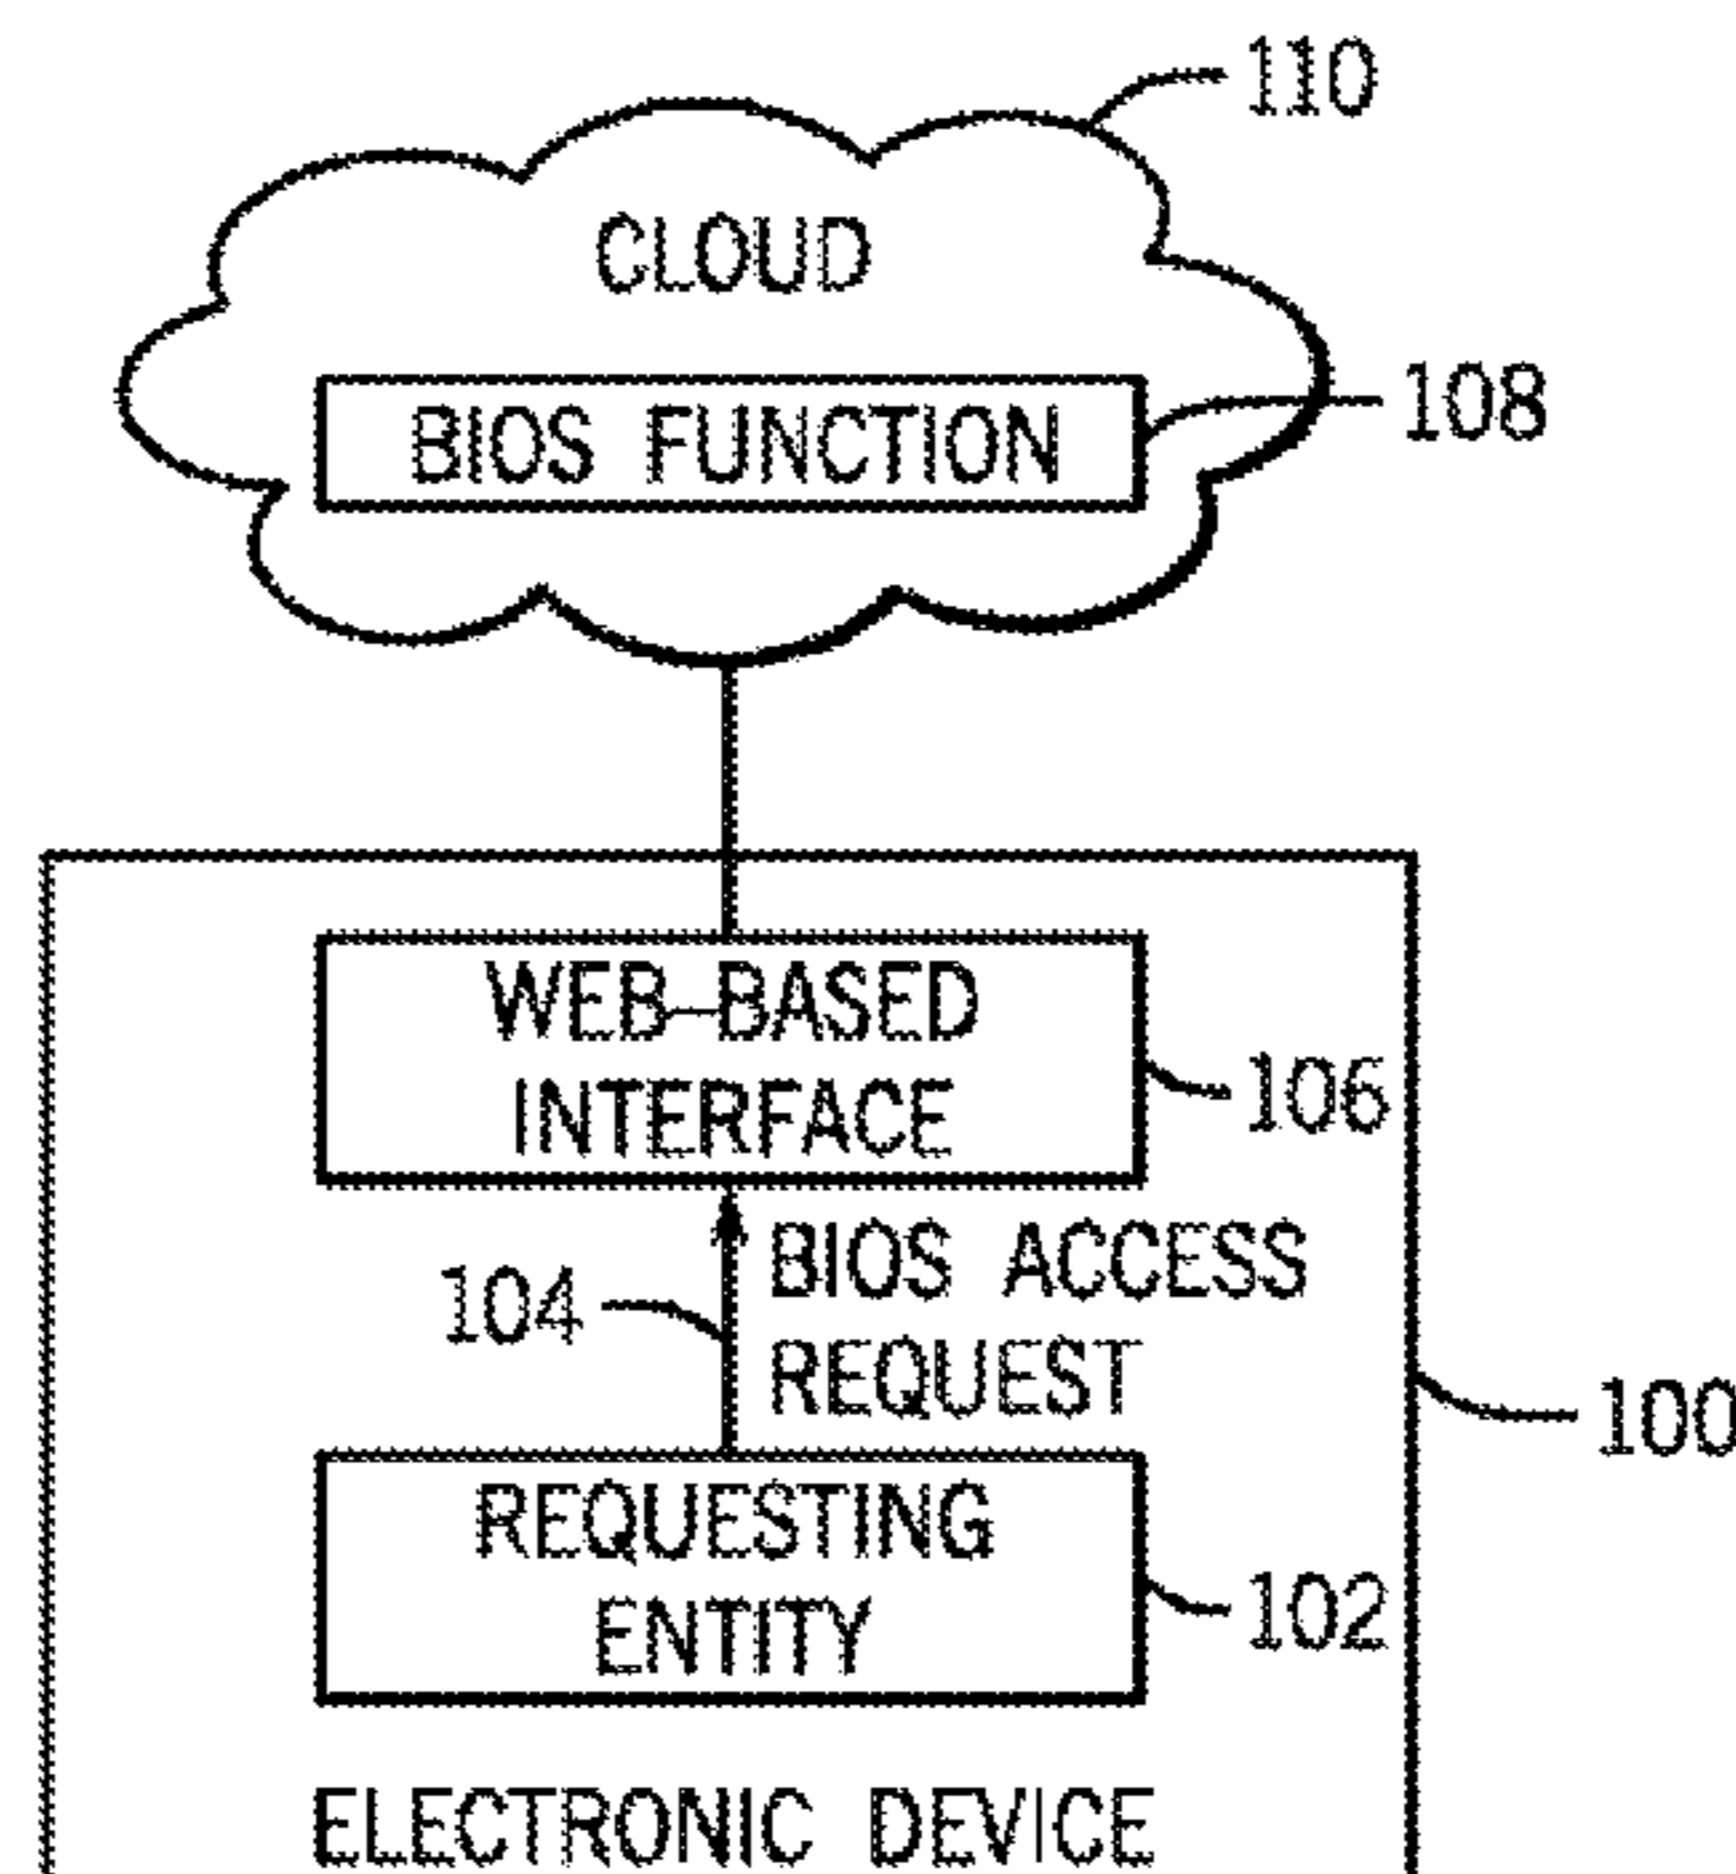 110
CLOUD
BIOS FUNCTION
108
WEB-BASED
INTERFACE
106
BIOS ACCESS
REQUEST
104
100
REQUESTING
ENTITY
102
ELECTRONIC DEVICE